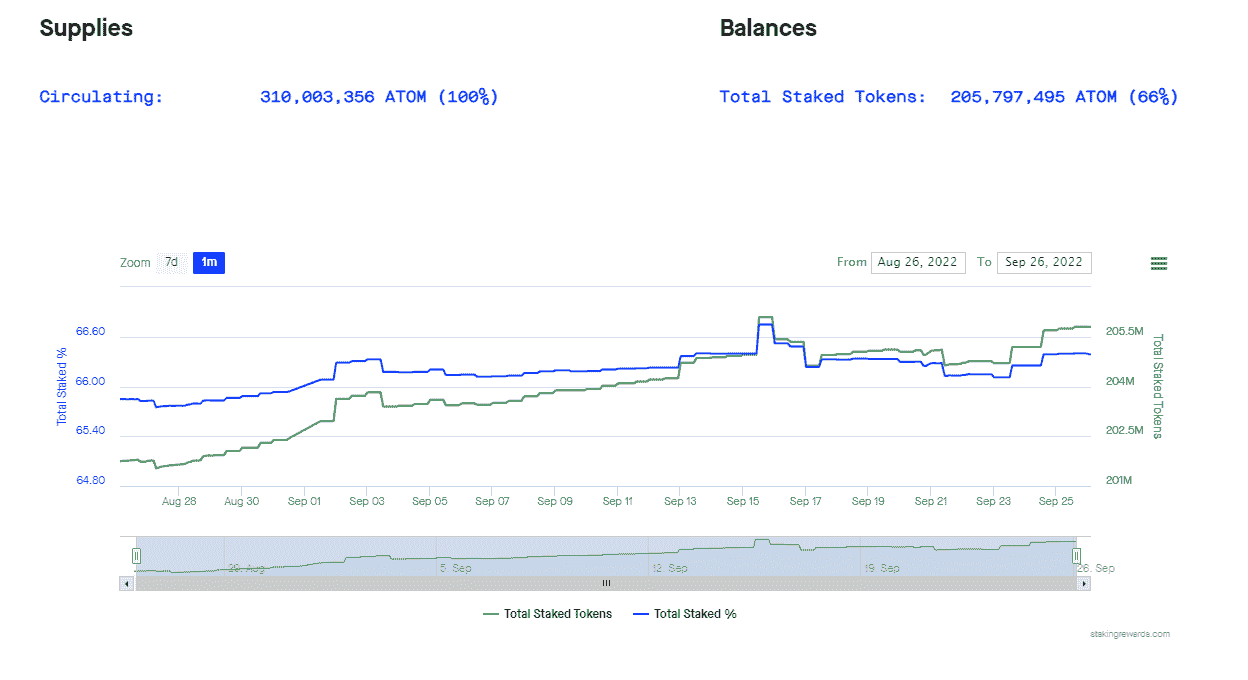 Supplies
Balances
Circulating: 310,003,356 ATOM (100%)
Total Staked Tokens: 205,797,495 ATOM (66%)
Zoom 7d 1m
From Aug 26, 2022 To Sep 26, 2022
Total Staked %
66.60
66.00
65.40
64.80
205.5M
204M
202.5M
201M
Total Staked Tokens
Aug 28 Aug 30 Sep 01 Sep 03 Sep 05 Sep 07 Sep 09 Sep 11 Sep 13 Sep 15 Sep 17 Sep 19 Sep 21 Sep 23 Sep 25
29. Aug 5. Sep 12. Sep 19. Sep 26. Sep
Total Staked Tokens Total Staked %
stakingrewards.com